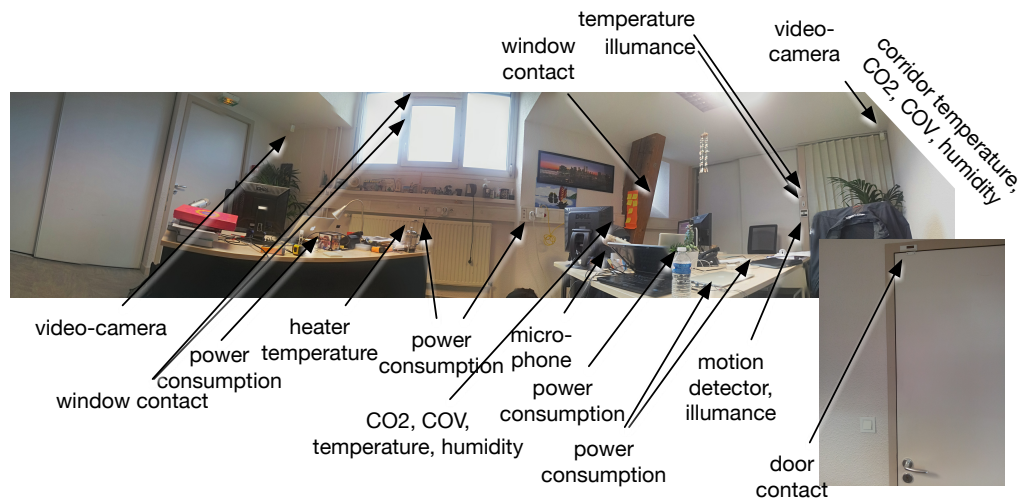 temperature
illumance
window
contact
video-
camera
corridor temperature,
CO2, COV, humidity
video-camera
power
consumption
window contact
heater
temperature
power
consumption
CO2, COV,
temperature, humidity
micro-
phone
power
consumption
power
consumption
motion
detector,
illumance
door
contact